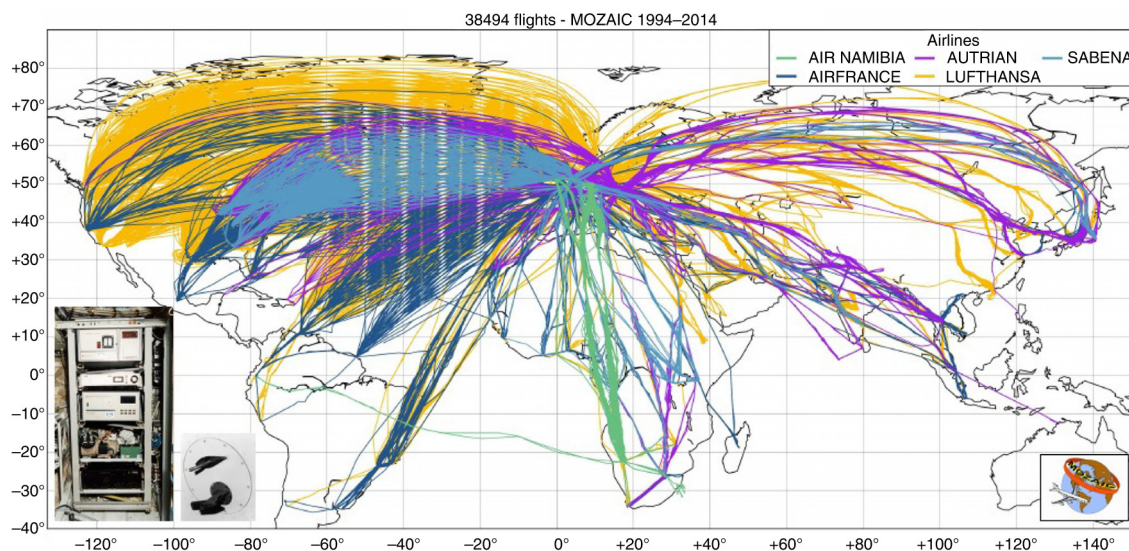 38494 flights - MOZAIC 1994–2014
Airlines
AIR NAMIBIA AUTRIAN SABENA
AIRFRANCE LUFTHANSA
+80°
+70°
+60°
+50°
+40°
+30°
+20°
+10°
0°
−10°
−20°
−30°
−40°
MOZAIC
−120° −100° −80° −60° −40° −20° 0° +20° +40° +60° +80° +100° +120° +140°